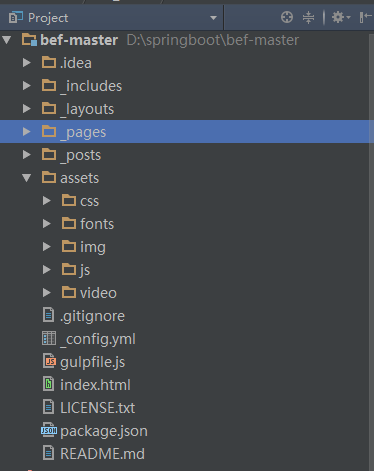 Project
bef-master D:\springboot\bef-master
.idea
_includes
_layouts
_pages
_posts
assets
css
fonts
img
js
video
.gitignore
_config.yml
gulpfile.js
index.html
LICENSE.txt
package.json
README.md